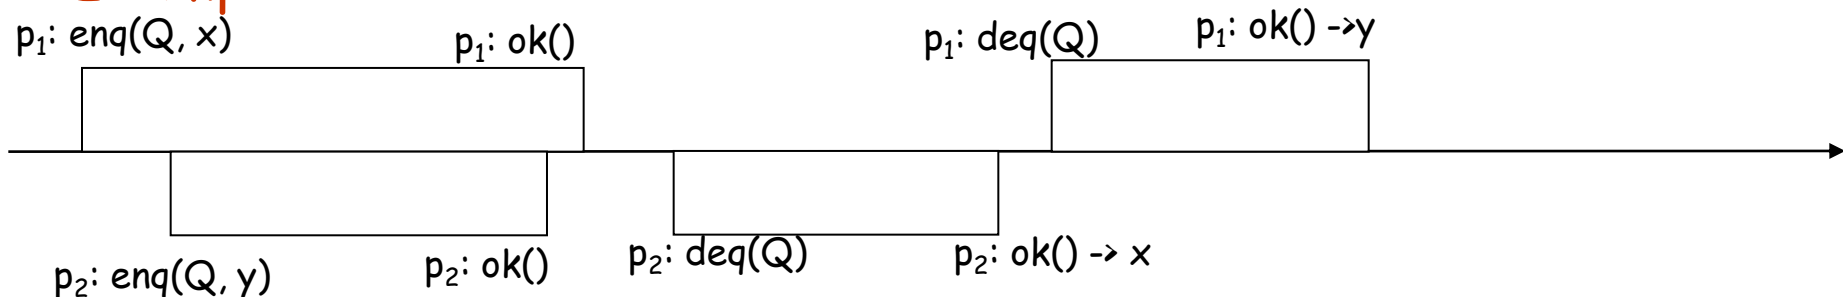 p₁: enq(Q, x)
p₁: ok()
p₁: deq(Q)
p₁: ok() ->y
p₂: enq(Q, y)
p₂: ok()
p₂: deq(Q)
p₂: ok() -> x